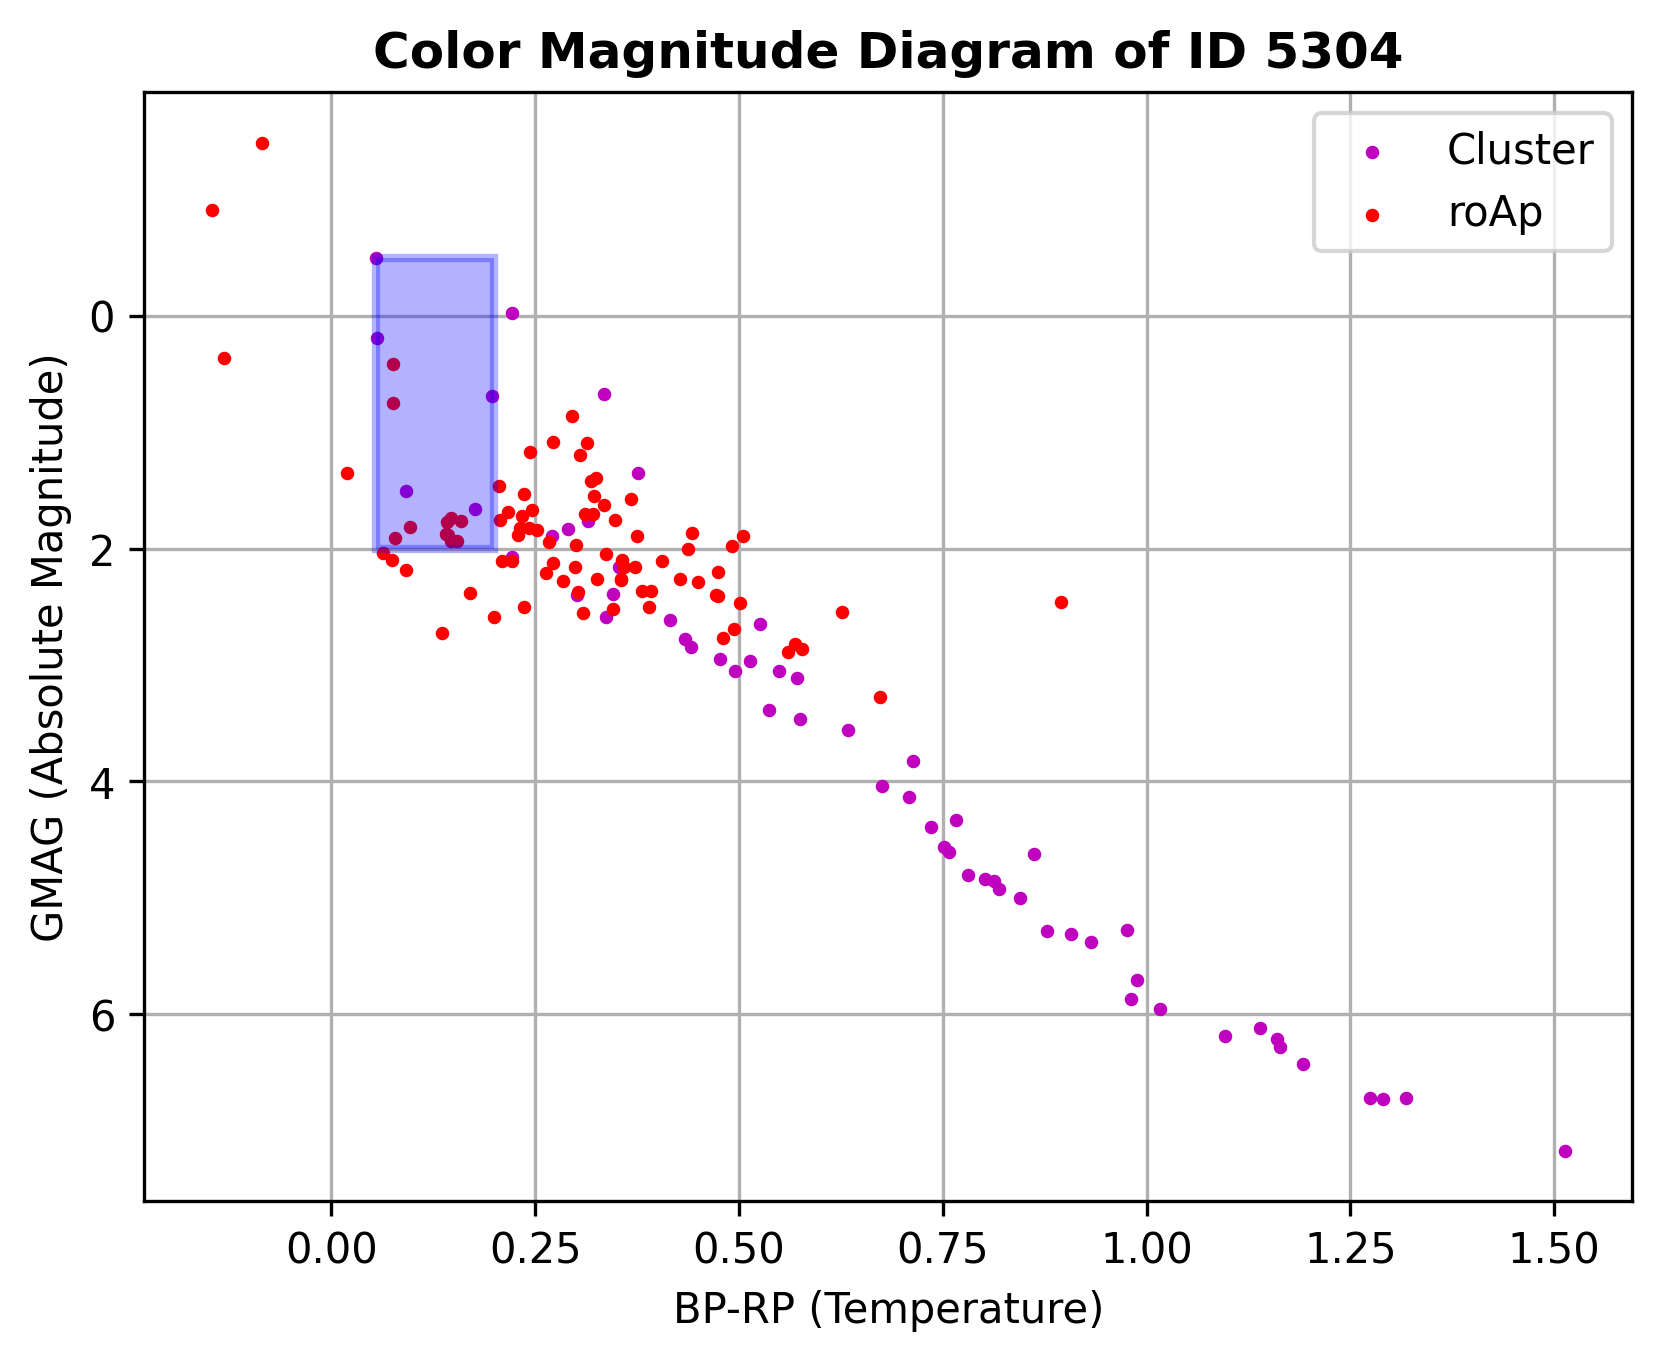 Color Magnitude Diagram of ID 5304
Cluster
roAp
GMAG (Absolute Magnitude)
0
2
4
6
0.00 0.25 0.50 0.75 1.00 1.25 1.50
BP-RP (Temperature)